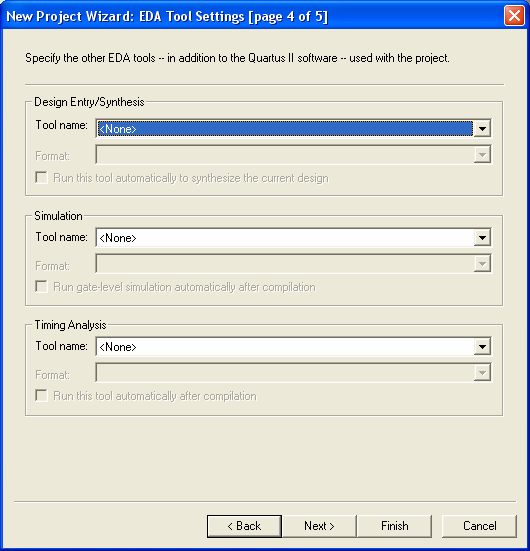 New Project Wizard: EDA Tool Settings [page 4 of 5]
Specify the other EDA tools -- in addition to the Quartus II software -- used with the project.
Design Entry/Synthesis
Tool name: <None>
Format:
Run this tool automatically to synthesize the current design
Simulation
Tool name: <None>
Format:
Run gate-level simulation automatically after compilation
Timing Analysis
Tool name: <None>
Format:
Run this tool automatically after compilation
< Back Next > Finish Cancel